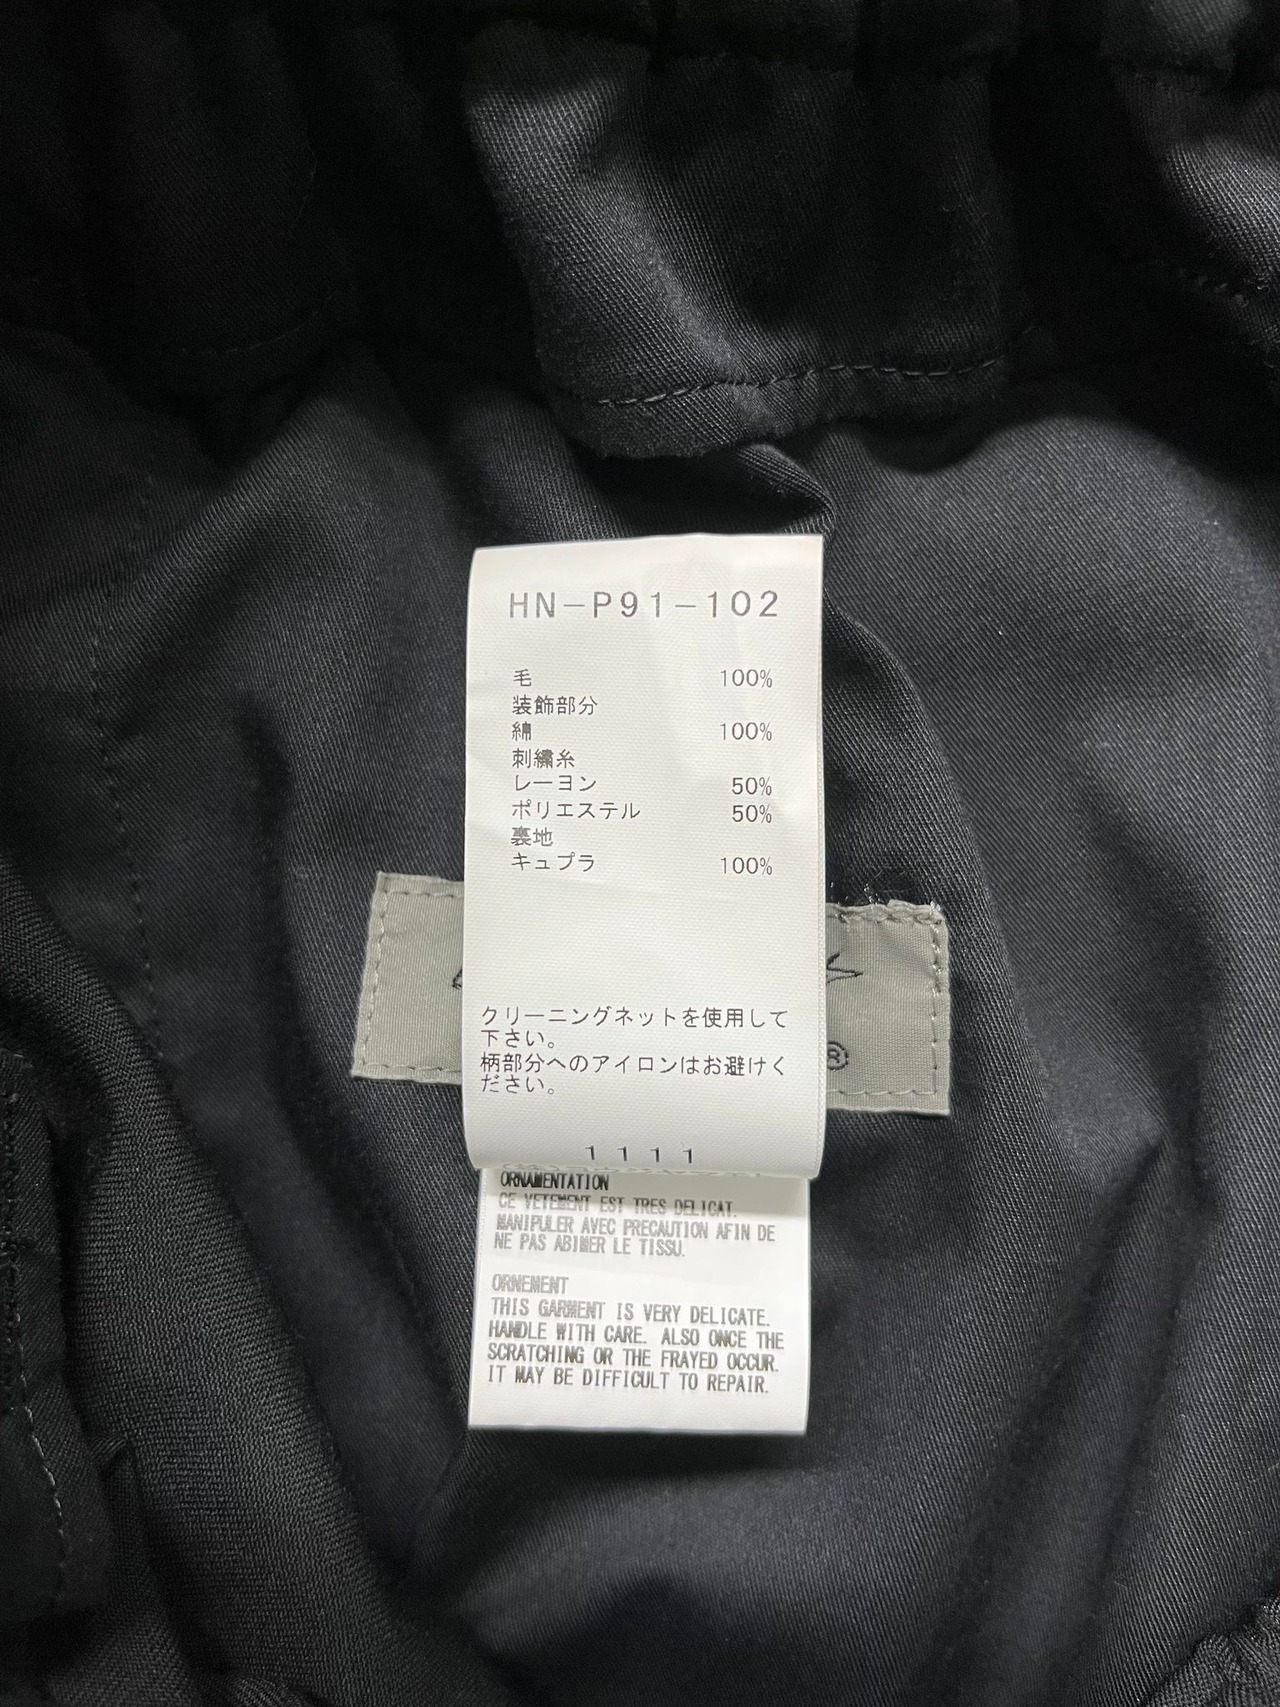 HN-P91-102
毛 100%
装飾部分
綿 100%
刺繍糸
レーヨン 50%
ポリエステル 50%
裏地
キュプラ 100%
クリーニングネットを使用して
下さい。
柄部分へのアイロンはお避けく
ださい。
1111
®
ORNAMENTATION
CE VETEMENT EST TRES DELICAT.
MANIPULER AVEC PRECAUTION AFIN DE
NE PAS ABIMER LE TISSU.
ORNEMENT
THIS GARMENT IS VERY DELICATE.
HANDLE WITH CARE. ALSO ONCE THE
SCRATCHING OR THE FRAYED OCCUR.
IT MAY BE DIFFICULT TO REPAIR.